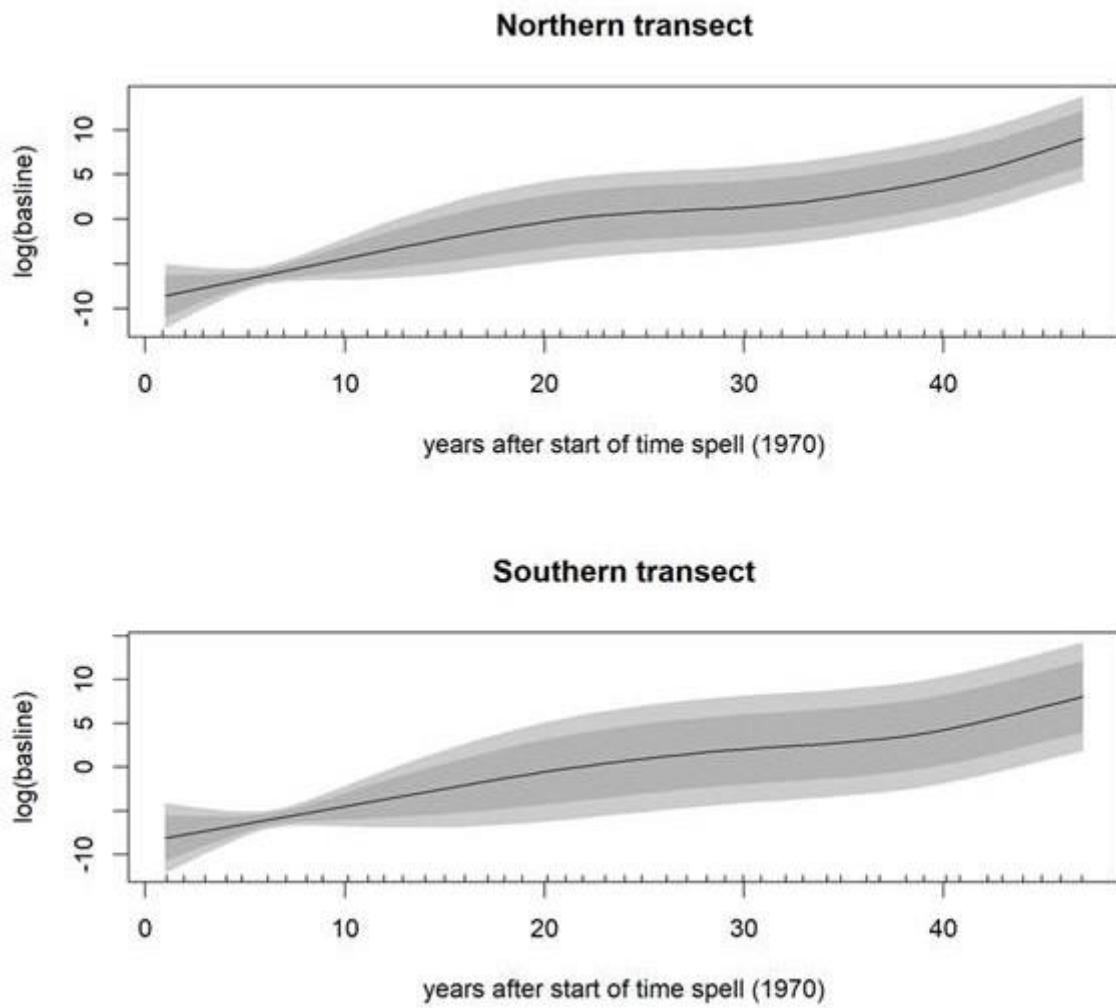 Northern transect
log(basline)
10
5
0
-10
0 10 20 30 40
years after start of time spell (1970)
Southern transect
log(basline)
10
5
0
-10
0 10 20 30 40
years after start of time spell (1970)